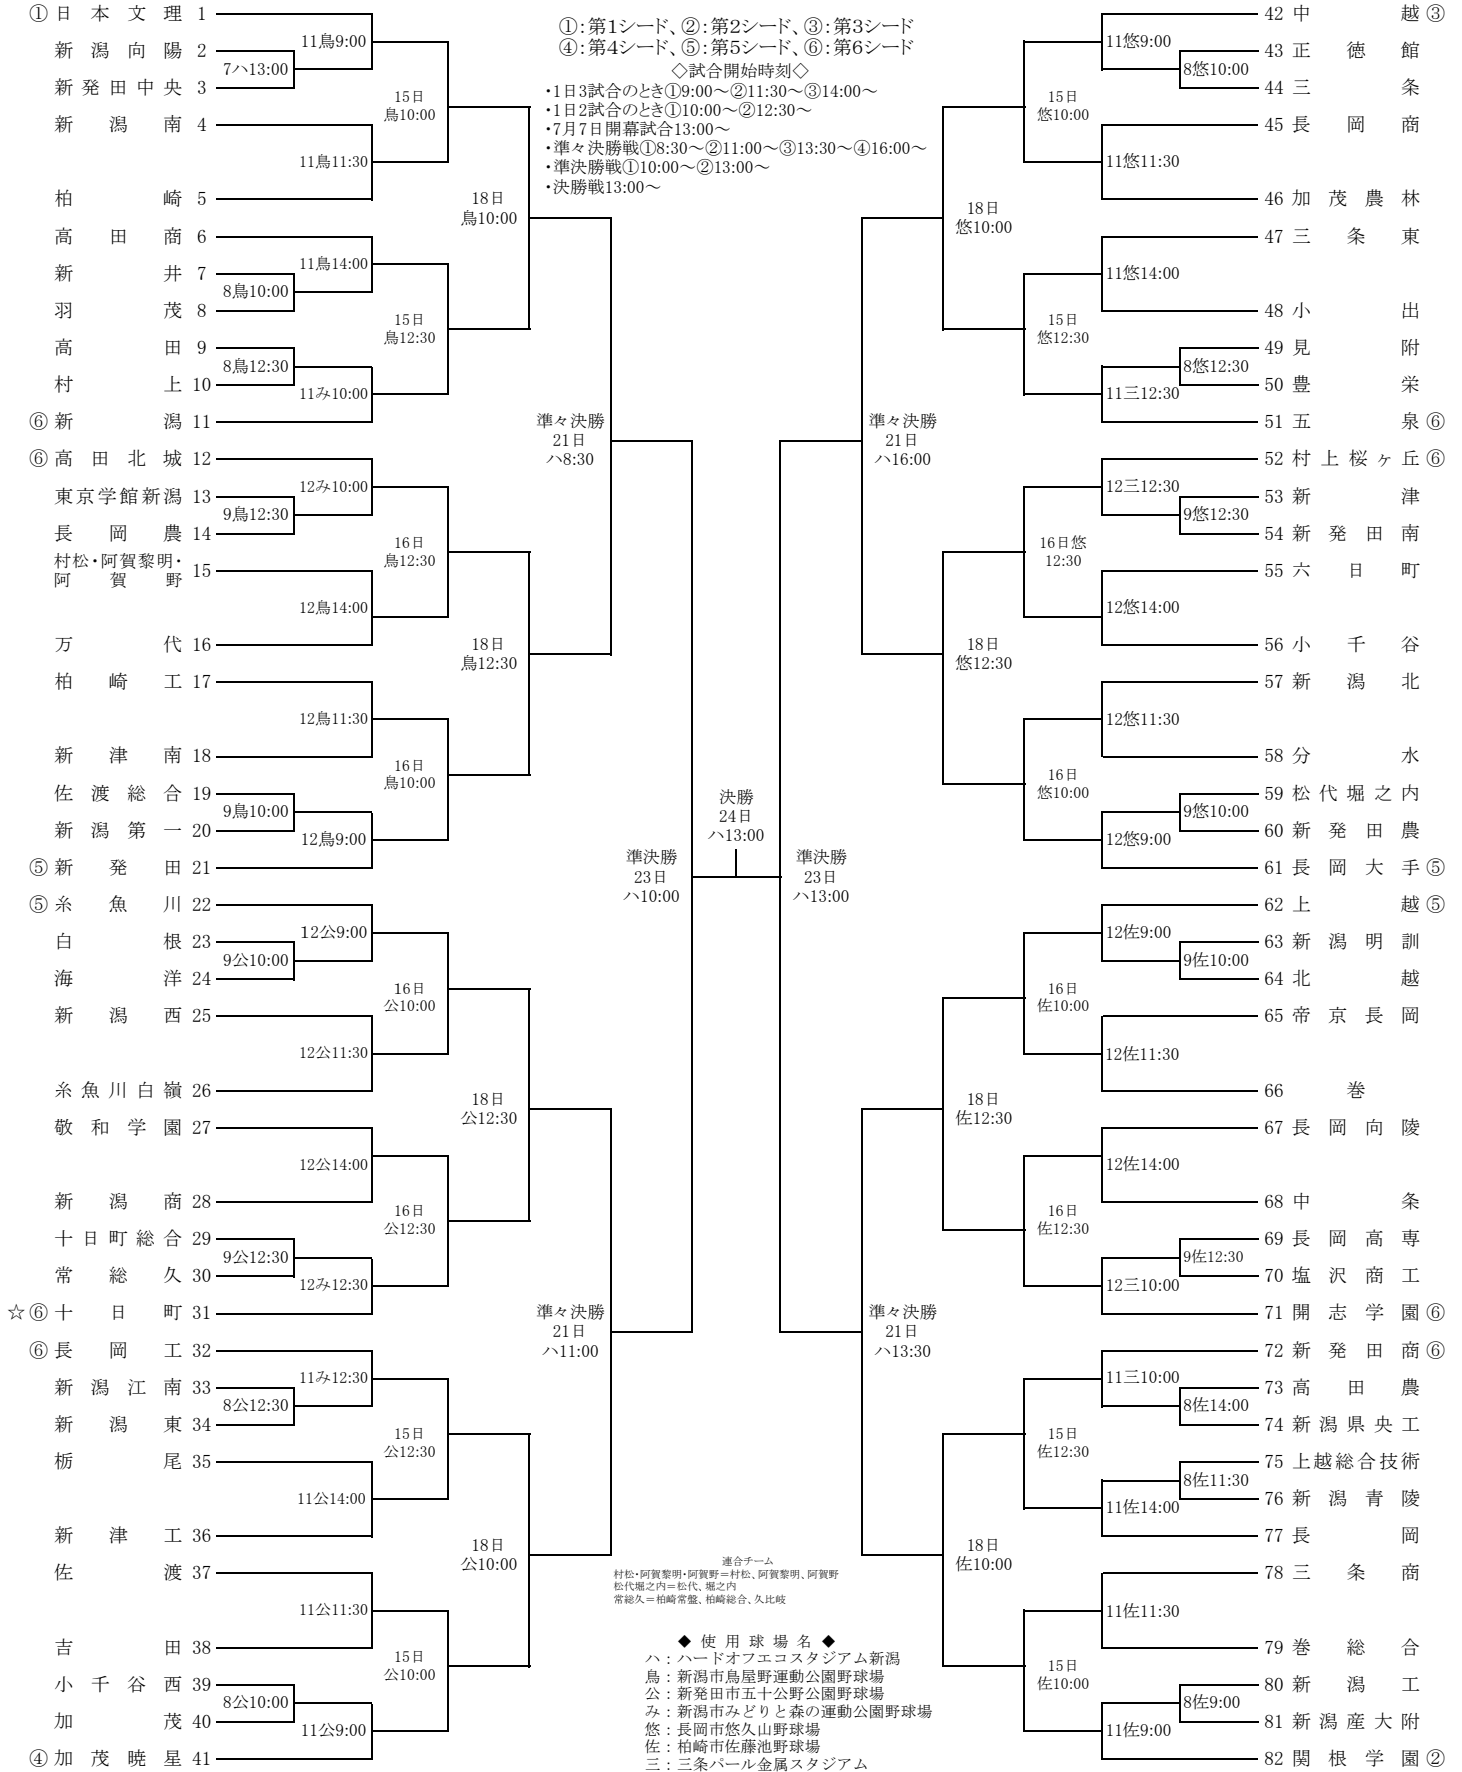 ①:第1シード、②:第2シード、③:第3シード
④:第4シード、⑤:第5シード、⑥:第6シード
◇試合開始時刻◇
・1日3試合のとき①9:00～②11:30～③14:00～
・1日2試合のとき①10:00～②12:30～
・7月7日開幕試合13:00～
・準々決勝戦①8:30～②11:00～③13:30～④16:00～
・準決勝戦①10:00～②13:00～
・決勝戦13:00～
① 日本文理 1
新潟向陽 2
新発田中央 3
新潟南 4
柏崎 5
高田商 6
新井 7
羽茂 8
高田 9
村上 10
⑥ 新潟 11
⑥ 高田北城 12
東京学館新潟 13
長岡農 14
村松・阿賀黎明・
阿賀野 15
万代 16
柏崎工 17
新津南 18
佐渡総合 19
新潟第一 20
⑤ 新発田 21
⑤ 糸魚川 22
白根 23
海洋 24
新潟西 25
糸魚川白嶺 26
敬和学園 27
新潟商 28
十日町総合 29
常総久 30
☆⑥ 十日町 31
⑥ 長岡工 32
新潟江南 33
新潟東 34
栃尾 35
新津工 36
佐渡 37
吉田 38
小千谷西 39
加茂 40
④ 加茂暁星 41
7ハ13:00
8鳥10:00
8鳥12:30
9鳥12:30
9鳥10:00
9公10:00
9公12:30
8公12:30
8公10:00
11鳥9:00
11鳥11:30
11鳥14:00
11み10:00
12み10:00
12鳥14:00
12鳥11:30
12鳥9:00
12公9:00
12公11:30
12公14:00
12み12:30
11み12:30
11公14:00
11公11:30
11公9:00
15日
鳥10:00
15日
鳥12:30
16日
鳥12:30
16日
鳥10:00
16日
公10:00
16日
公12:30
15日
公12:30
15日
公10:00
18日
鳥10:00
18日
鳥12:30
18日
公12:30
18日
公10:00
準々決勝
21日
ハ8:30
準々決勝
21日
ハ11:00
準決勝
23日
ハ10:00
決勝
24日
ハ13:00
準決勝
23日
ハ13:00
準々決勝
21日
ハ16:00
準々決勝
21日
ハ13:30
18日
悠10:00
18日
悠12:30
18日
佐12:30
18日
佐10:00
15日
悠10:00
15日
悠12:30
16日悠
12:30
16日
悠10:00
16日
佐10:00
16日
佐12:30
15日
佐12:30
15日
佐10:00
11悠9:00
11悠11:30
11悠14:00
11三12:30
12三12:30
12悠14:00
12悠11:30
12悠9:00
12佐9:00
12佐11:30
12佐14:00
12三10:00
11三10:00
11佐14:00
11佐11:30
11佐9:00
8悠10:00
8悠12:30
9悠12:30
9悠10:00
9佐10:00
9佐12:30
8佐14:00
8佐11:30
8佐9:00
42 中越 ③
43 正徳館
44 三条
45 長岡商
46 加茂農林
47 三条東
48 小出
49 見附
50 豊栄
51 五泉 ⑥
52 村上桜ヶ丘 ⑥
53 新津
54 新発田南
55 六日町
56 小千谷
57 新潟北
58 分水
59 松代堀之内
60 新発田農
61 長岡大手 ⑤
62 上越 ⑤
63 新潟明訓
64 北越
65 帝京長岡
66 巻
67 長岡向陵
68 中条
69 長岡高専
70 塩沢商工
71 開志学園 ⑥
72 新発田商 ⑥
73 高田農
74 新潟県央工
75 上越総合技術
76 新潟青陵
77 長岡
78 三条商
79 巻総合
80 新潟工
81 新潟産大附
82 関根学園 ②
連合チーム
村松・阿賀黎明・阿賀野＝村松、阿賀黎明、阿賀野
松代堀之内＝松代、堀之内
常総久＝柏崎常盤、柏崎総合、久比岐
◆ 使用球場名 ◆
ハ：ハードオフエコスタジアム新潟
鳥：新潟市鳥屋野運動公園野球場
公：新発田市五十公野公園野球場
み：新潟市みどりと森の運動公園野球場
悠：長岡市悠久山野球場
佐：柏崎市佐藤池野球場
三：三条パール金属スタジアム